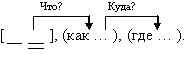 Что? Куда?
[ _ = ], (как ... ), (где ... ).